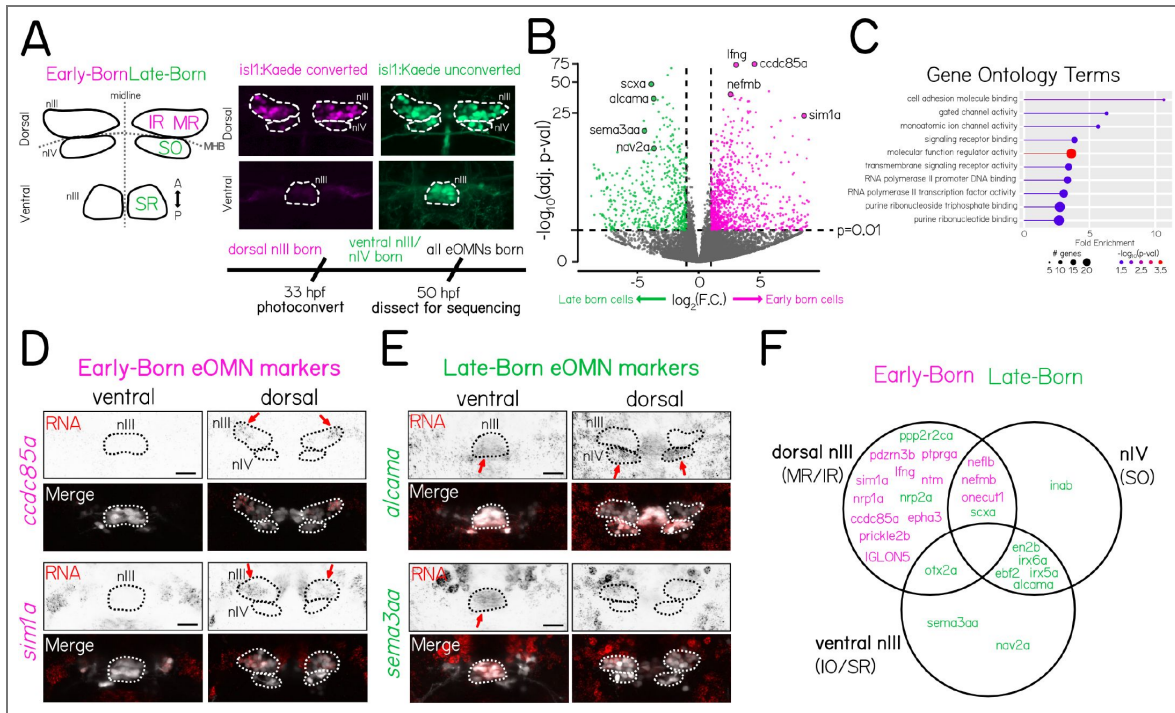 A
Early-Born Late-Born
midline
nIII
IR MR
Dorsal
SO
nIV
MHB
nIII
Ventral
SR
A
P
isl1:Kaede converted
isl1:Kaede unconverted
nIII
nIII
Dorsal
nIV
nIV
nIII
nIII
Ventral
dorsal nIII born
ventral nIII/
nIV born
all eOMNs born
33 hpf
photoconvert
50 hpf
dissect for sequencing
B
-log10(adj. p-val)
75
50
25
0
lfng
ccdc85a
scxa
nefmb
alcama
sim1a
sema3aa
nav2a
p=0.01
-5
0
5
Late born cells
log2(F.C.)
Early born cells
C
Gene Ontology Terms
cell adhesion molecule binding
gated channel activity
monoatomic ion channel activity
signaling receptor binding
molecular function regulator activity
transmembrane signaling receptor activity
RNA polymerase II promoter DNA binding
RNA polymerase II transcription factor activity
purine ribonucleoside triphosphate binding
purine ribonucleotide binding
0 5 10
Fold Enrichment
# genes
5 10 15 20
-log10(p-val)
1.5 2.5 3.5
D
Early-Born eOMN markers
ventral
dorsal
ccdc85a
RNA
nIII
nIII
nIV
Merge
sim1a
RNA
nIII
nIII
nIV
Merge
E
Late-Born eOMN markers
ventral
dorsal
alcama
RNA
nIII
nIII
nIV
Merge
sema3aa
RNA
nIII
nIII
nIV
Merge
F
Early-Born Late-Born
dorsal nIII
(MR/IR)
nIV
(SO)
ppp2r2ca
pdzrn3b ptprga
lfng
sim1a ntm
nrp1a nrp2a
ccdc85a epha3
prickle2b
IGLON5
neflb
nefmb
onecut1
scxa
inab
otx2a
en2b
irx6a
ebf2 irx5a
alcama
sema3aa
nav2a
ventral nIII
(IO/SR)